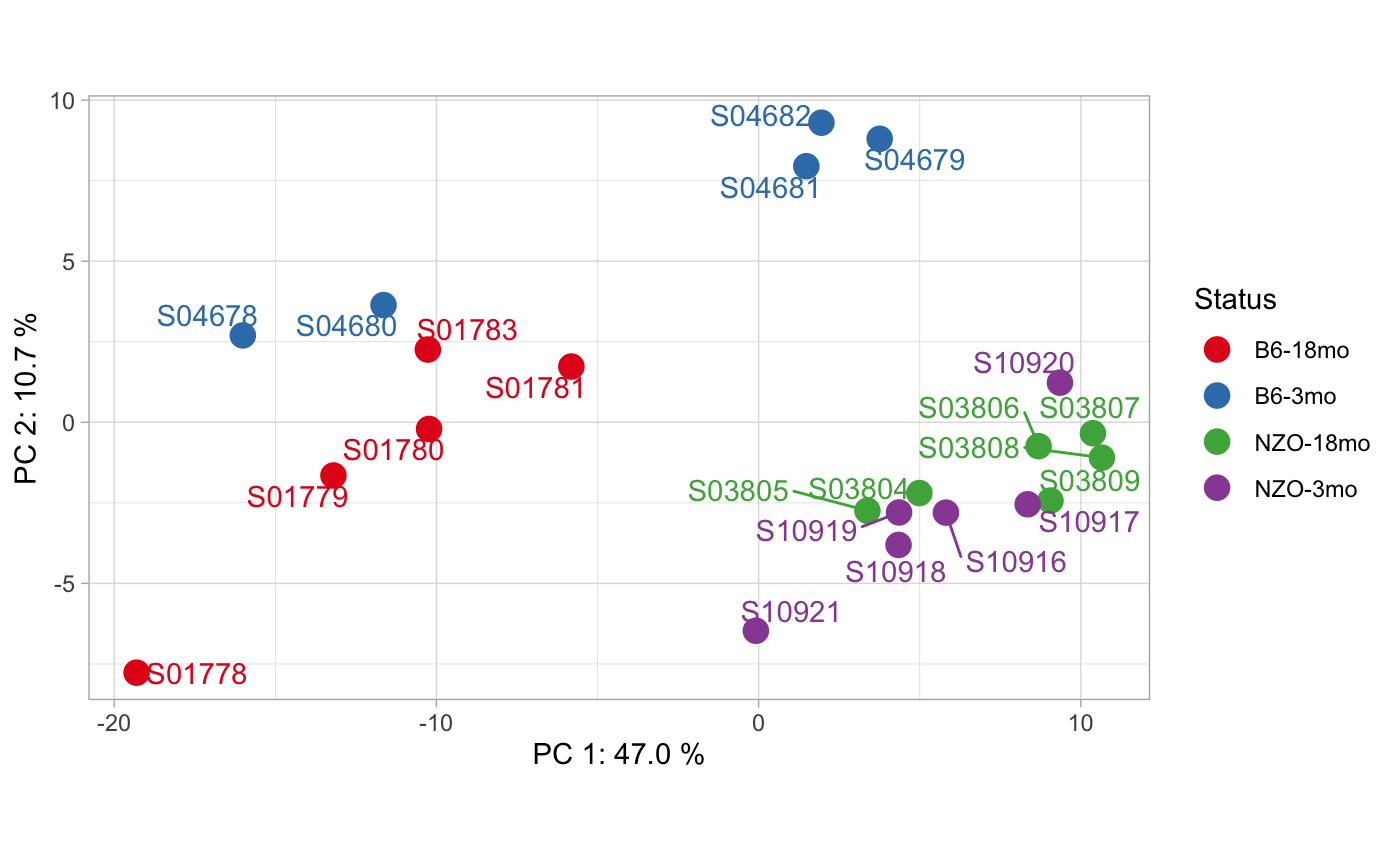 10
5
0
-5
-20
-10
0
10
PC 2: 10.7 %
PC 1: 47.0 %
S04682
S04679
S04681
S04678
S04680
S01783
S01781
S01780
S01779
S01778
S10920
S03806
S03807
S03808
S03809
S03805
S03804
S10917
S10919
S10916
S10918
S10921
Status
B6-18mo
B6-3mo
NZO-18mo
NZO-3mo